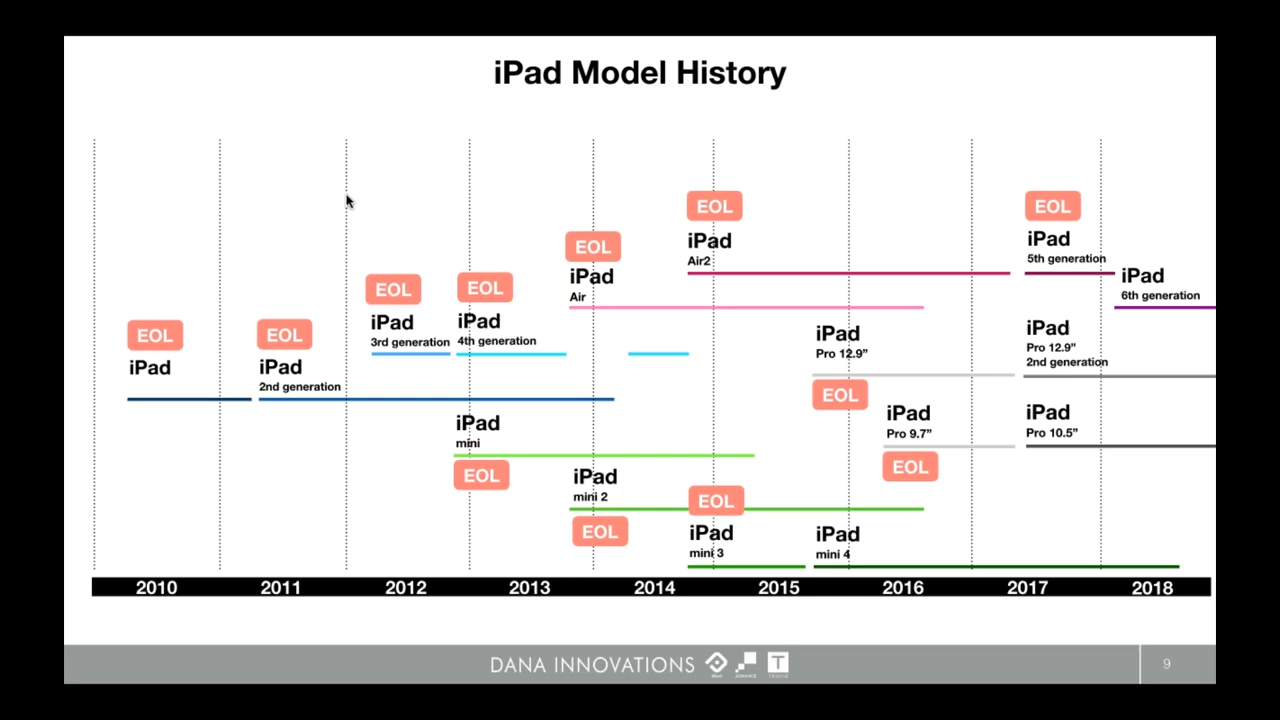 iPad Model History
EOL
iPad
EOL
iPad
2nd generation
EOL
iPad
3rd generation
EOL
iPad
4th generation
EOL
iPad
Air
EOL
iPad
Air2
EOL
iPad
5th generation
iPad
6th generation
iPad
Pro 12.9”
EOL
iPad
Pro 12.9”
2nd generation
iPad
Pro 9.7”
EOL
iPad
Pro 10.5”
iPad
mini
EOL
iPad
mini 2
EOL
EOL
iPad
mini 3
iPad
mini 4
2010 2011 2012 2013 2014 2015 2016 2017 2018
DANA INNOVATIONS
T
9